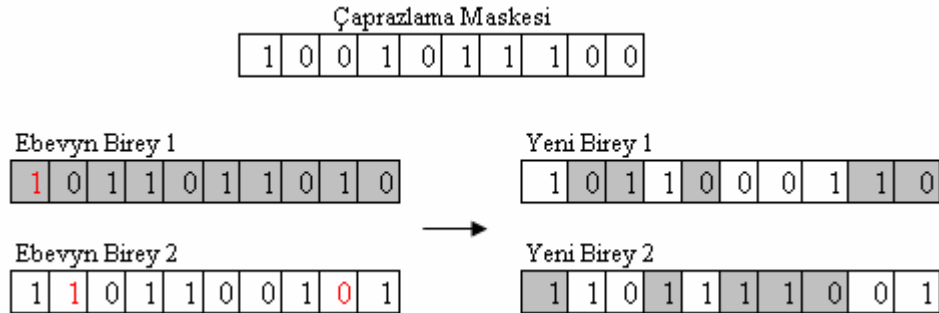 Çaprazlama Maskesi
1 0 0 1 0 1 1 1 0 0
Ebevyn Birey 1
1 0 1 1 0 1 1 0 1 0
Yeni Birey 1
1 0 1 1 0 0 0 1 1 0
Ebevyn Birey 2
1 1 0 1 1 0 0 1 0 1
Yeni Birey 2
1 1 0 1 1 1 1 0 0 1